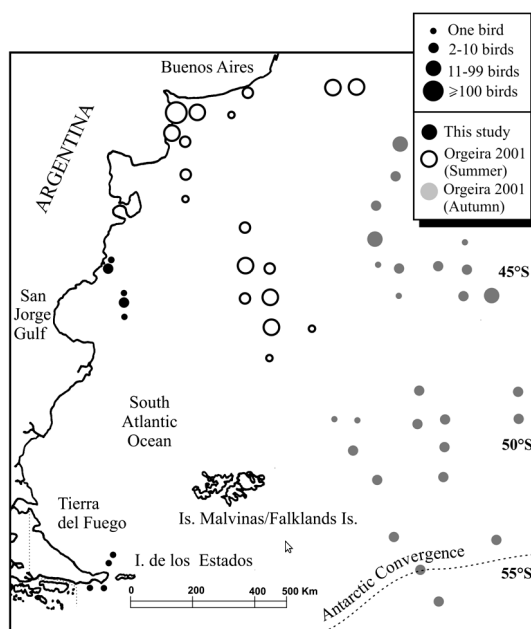 One bird
2-10 birds
11-99 birds
⩾100 birds
This study
Orgeira 2001
(Summer)
Orgeira 2001
(Autumn)
Buenos Aires
ARGENTINA
45°S
San
Jorge
Gulf
South
Atlantic
Ocean
50°S
Is. Malvinas/Falklands Is.
Tierra
del Fuego
I. de los Estados
Antarctic Convergence
55°S
0 100 200 300 400 500 Km